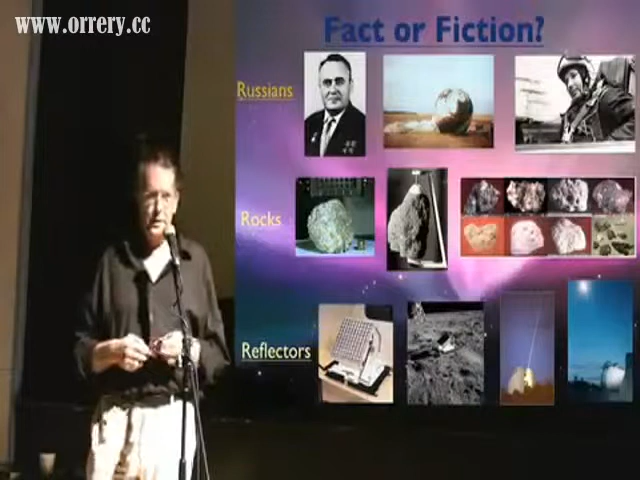 www.orrery.cc
Fact or Fiction?
Russians
Rocks
Reflectors